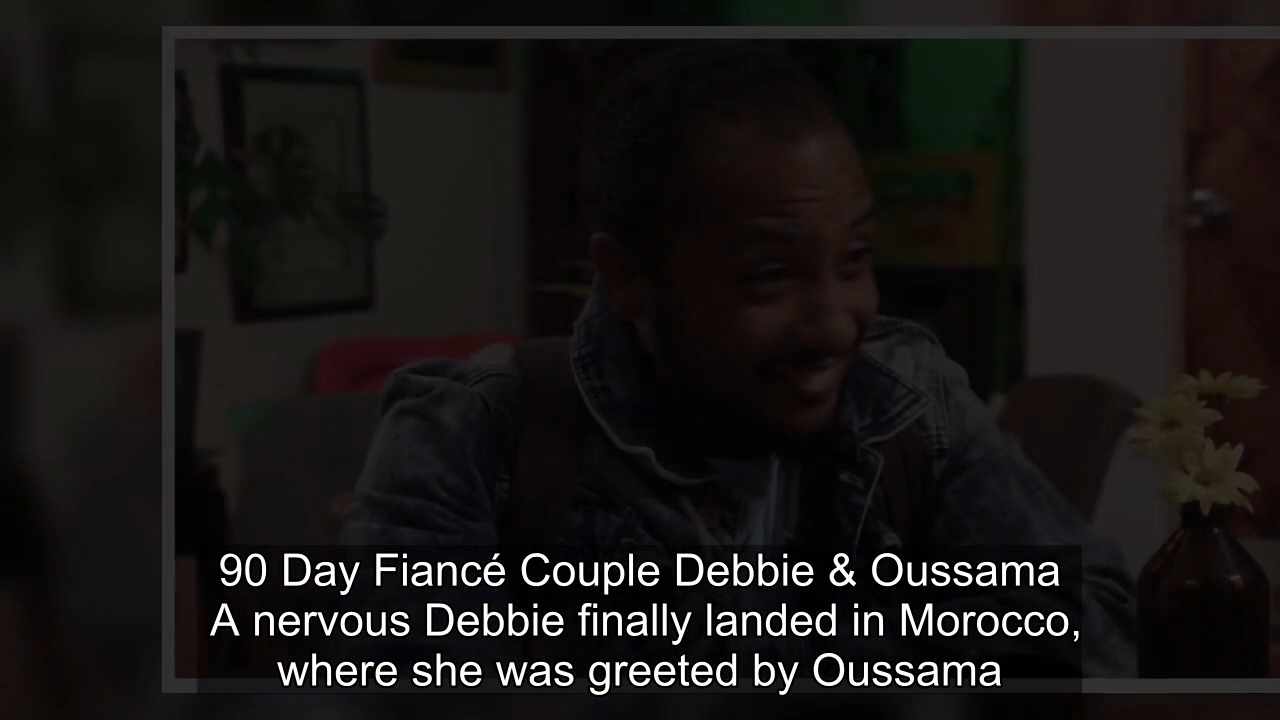 90 Day Fiancé Couple Debbie & Oussama
A nervous Debbie finally landed in Morocco,
where she was greeted by Oussama